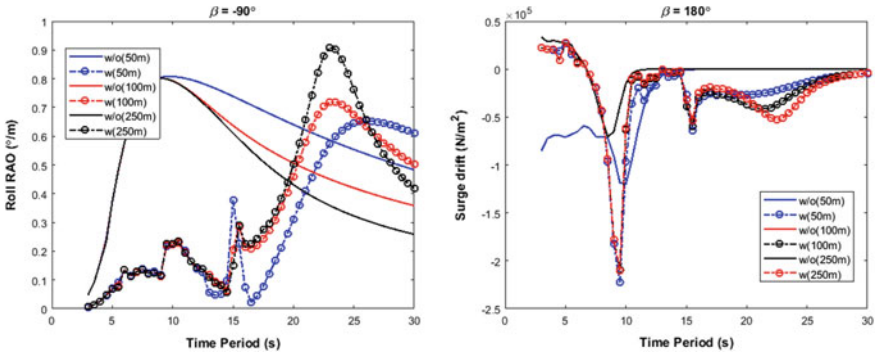 β = -90°
Roll RAO (°/m)
1
0.9
0.8
0.7
0.6
0.5
0.4
0.3
0.2
0.1
0
w/o(50m)
w(50m)
w/o(100m)
w(100m)
w/o(250m)
w(250m)
0 5 10 15 20 25 30
Time Period (s)
β = 180°
×10⁵
Surge drift (N/m²)
0.5
0
-0.5
-1
-1.5
-2
-2.5
w/o(50m)
w(50m)
w/o(100m)
w(100m)
w/o(250m)
w(250m)
0 5 10 15 20 25 30
Time Period (s)